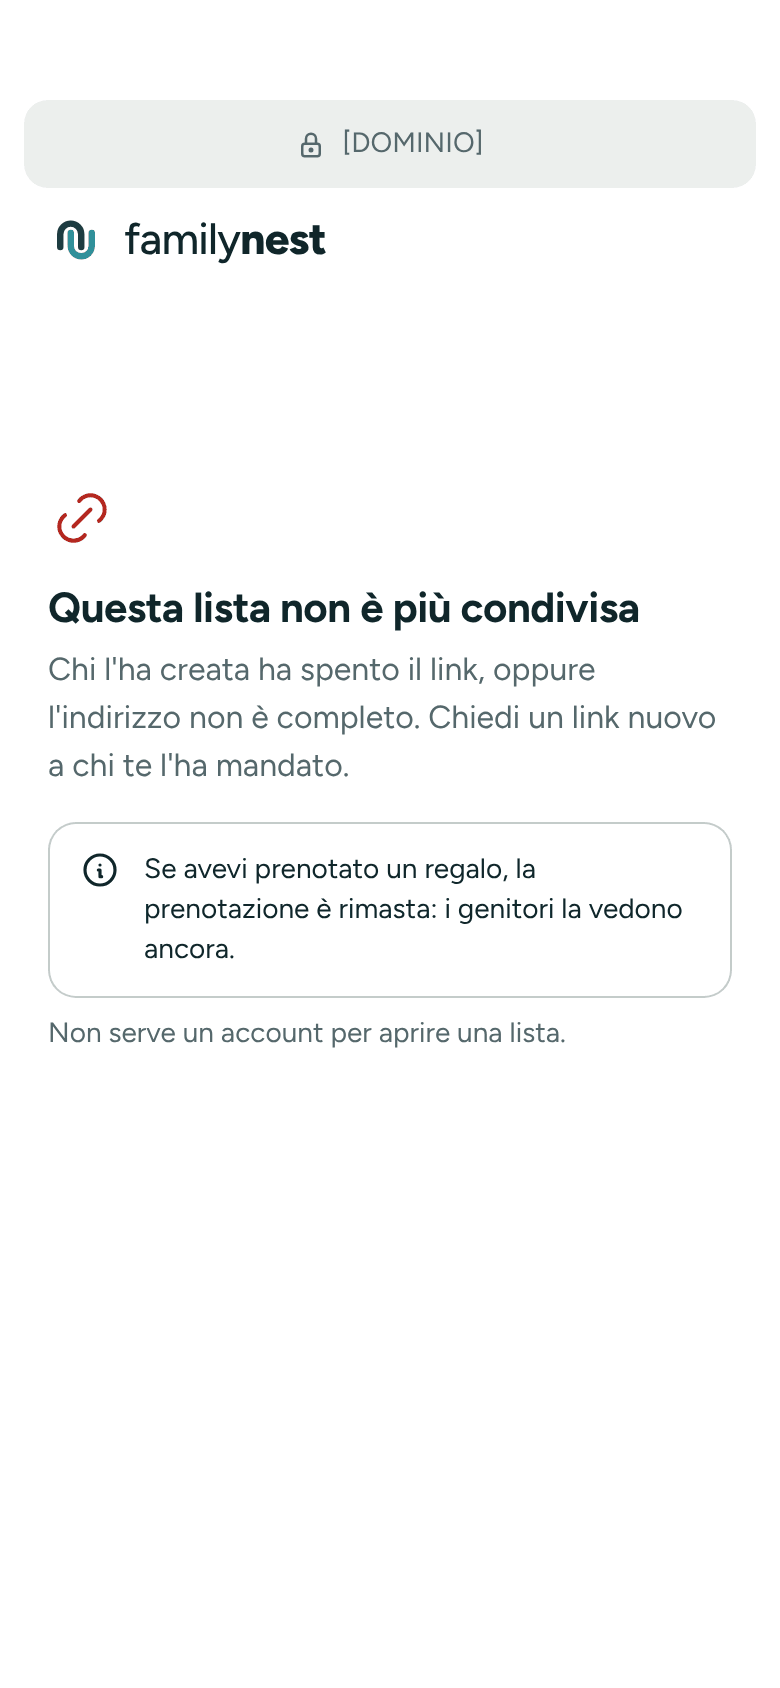 [DOMINIO]
familynest
Questa lista non è più condivisa
Chi l'ha creata ha spento il link, oppure
l'indirizzo non è completo. Chiedi un link nuovo
a chi te l'ha mandato.
Se avevi prenotato un regalo, la
prenotazione è rimasta: i genitori la vedono
ancora.
Non serve un account per aprire una lista.